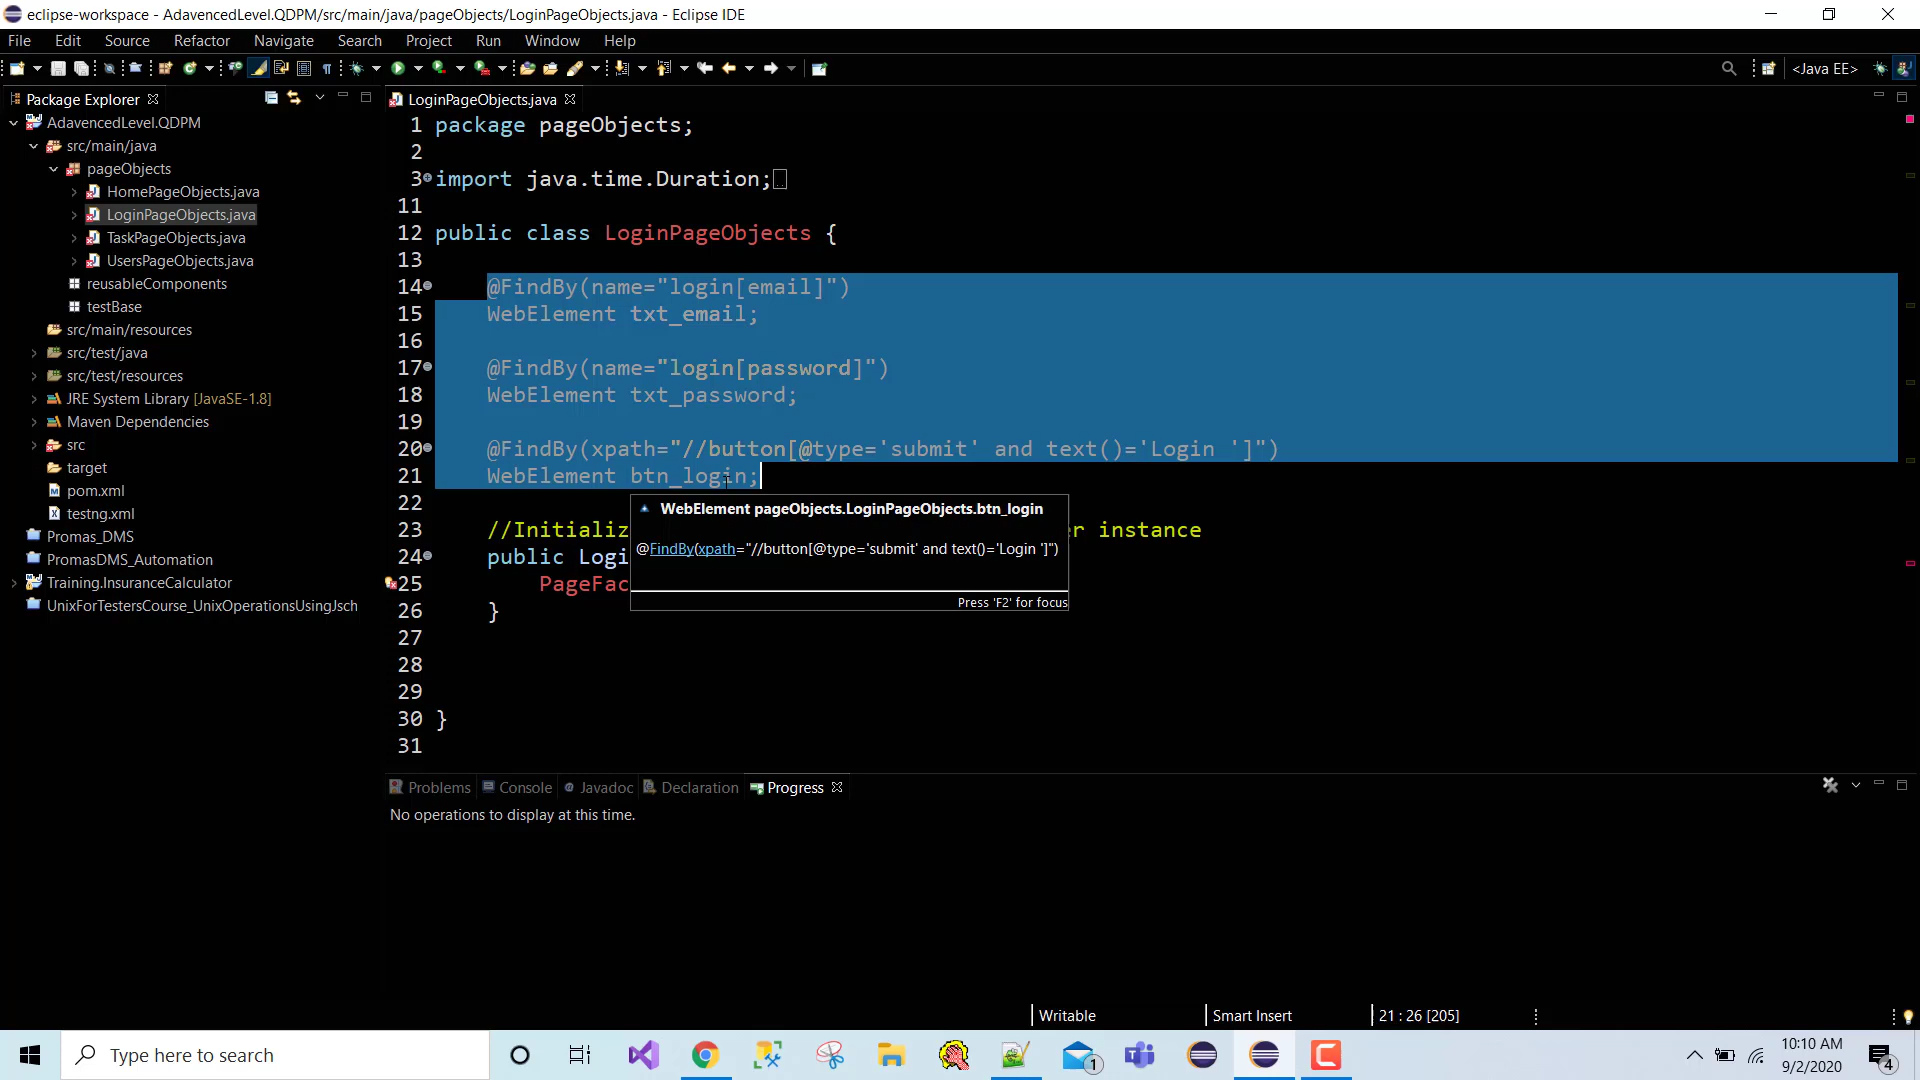 eclipse-workspace - AdavencedLevel.QDPM/src/main/java/pageObjects/LoginPageObjects.java - Eclipse IDE
File Edit Source Refactor Navigate Search Project Run Window Help
<Java EE>
Package Explorer
AdavencedLevel.QDPM
src/main/java
pageObjects
HomePageObjects.java
LoginPageObjects.java
TaskPageObjects.java
UsersPageObjects.java
reusableComponents
testBase
src/main/resources
src/test/java
src/test/resources
JRE System Library [JavaSE-1.8]
Maven Dependencies
src
target
pom.xml
testng.xml
Promas_DMS
PromasDMS_Automation
Training.InsuranceCalculator
UnixForTestersCourse_UnixOperationsUsingJsch
LoginPageObjects.java
1 package pageObjects;
2
3 import java.time.Duration;
11
12 public class LoginPageObjects {
13
14 @FindBy(name="login[email]")
15 WebElement txt_email;
16
17 @FindBy(name="login[password]")
18 WebElement txt_password;
19
20 @FindBy(xpath="//button[@type='submit' and text()='Login ']")
21 WebElement btn_login;
22
23 //Initializ er instance
24 public Logi
25 PageFac
26 }
27
28
29
30 }
31
WebElement pageObjects.LoginPageObjects.btn_login
@FindBy(xpath="//button[@type='submit' and text()='Login ']")
Press 'F2' for focus
Problems Console Javadoc Declaration Progress
No operations to display at this time.
Writable Smart Insert 21 : 26 [205]
Type here to search
1
10:10 AM
9/2/2020
4